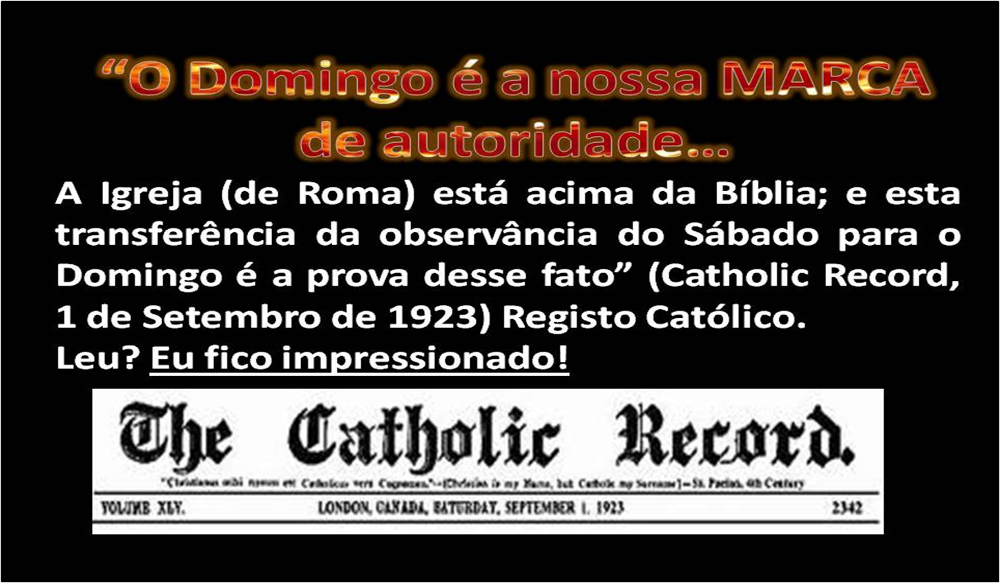 “O Domingo é a nossa MARCA
de autoridade...
A Igreja (de Roma) está acima da Bíblia; e esta
transferência da observância do Sábado para o
Domingo é a prova desse fato” (Catholic Record,
1 de Setembro de 1923) Registo Católico.
Leu? Eu fico impressionado!
The Catholic Record.
"Christianus mihi nomen est Catholicus vero Cognomen."—(Christian is my Name, but Catholic my Surname)—St. Pacian, 4th Century
VOLUME XLV. LONDON, CANADA, SATURDAY, SEPTEMBER 1, 1923 2342